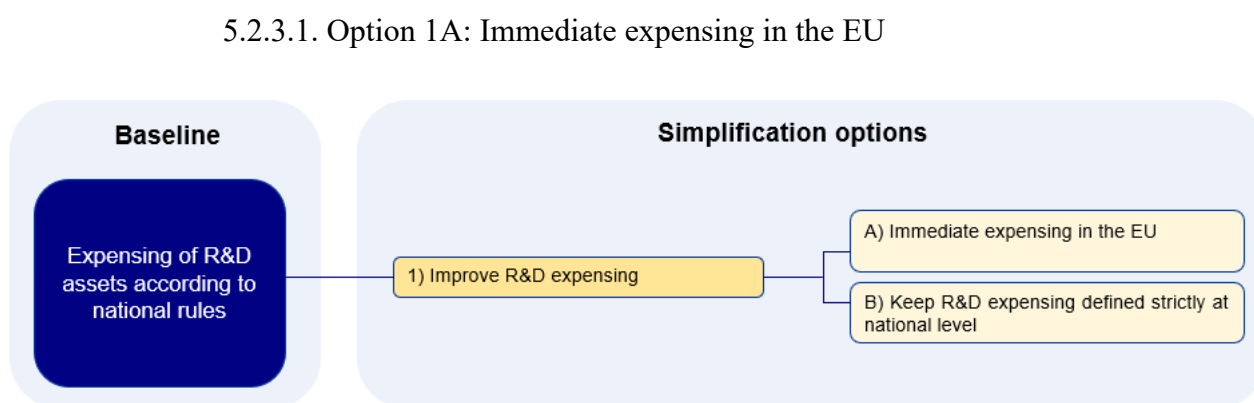 5.2.3.1. Option 1A: Immediate expensing in the EU
Baseline
Expensing of R&D
assets according to
national rules
Simplification options
1) Improve R&D expensing
A) Immediate expensing in the EU
B) Keep R&D expensing defined strictly at
national level